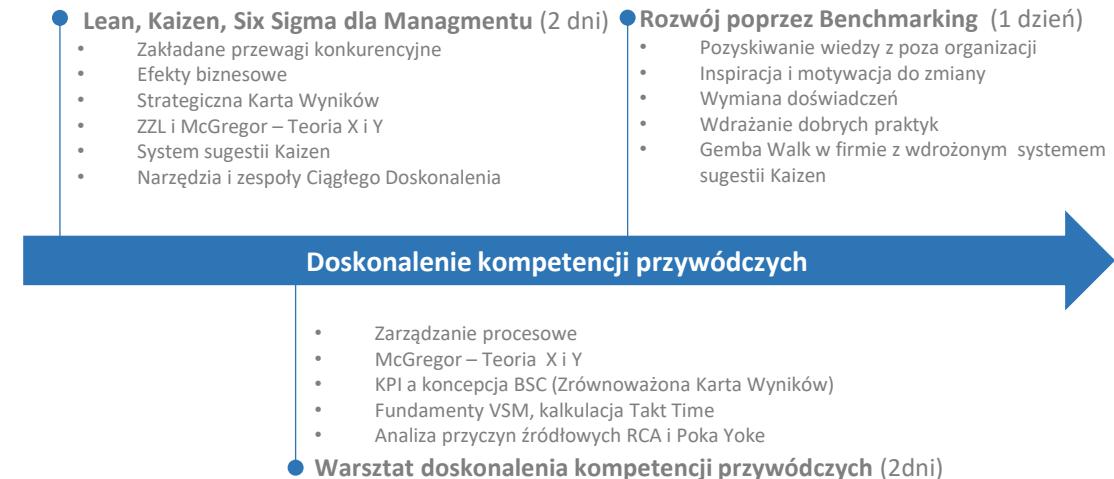 Lean, Kaizen, Six Sigma dla Managmentu (2 dni)
• Zakładane przewagi konkurencyjne
• Efekty biznesowe
• Strategiczna Karta Wyników
• ZZL i McGregor – Teoria X i Y
• System sugestii Kaizen
• Narzędzia i zespoły Ciągłego Doskonalenia
Rozwój poprzez Benchmarking (1 dzień)
• Pozyskiwanie wiedzy z poza organizacji
• Inspiracja i motywacja do zmiany
• Wymiana doświadczeń
• Wdrażanie dobrych praktyk
• Gemba Walk w firmie z wdrożonym systemem
sugestii Kaizen
Doskonalenie kompetencji przywódczych
• Zarządzanie procesowe
• McGregor – Teoria X i Y
• KPI a koncepcja BSC (Zrównoważona Karta Wyników)
• Fundamenty VSM, kalkulacja Takt Time
• Analiza przyczyn źródłowych RCA i Poka Yoke
Warsztat doskonalenia kompetencji przywódczych (2dni)